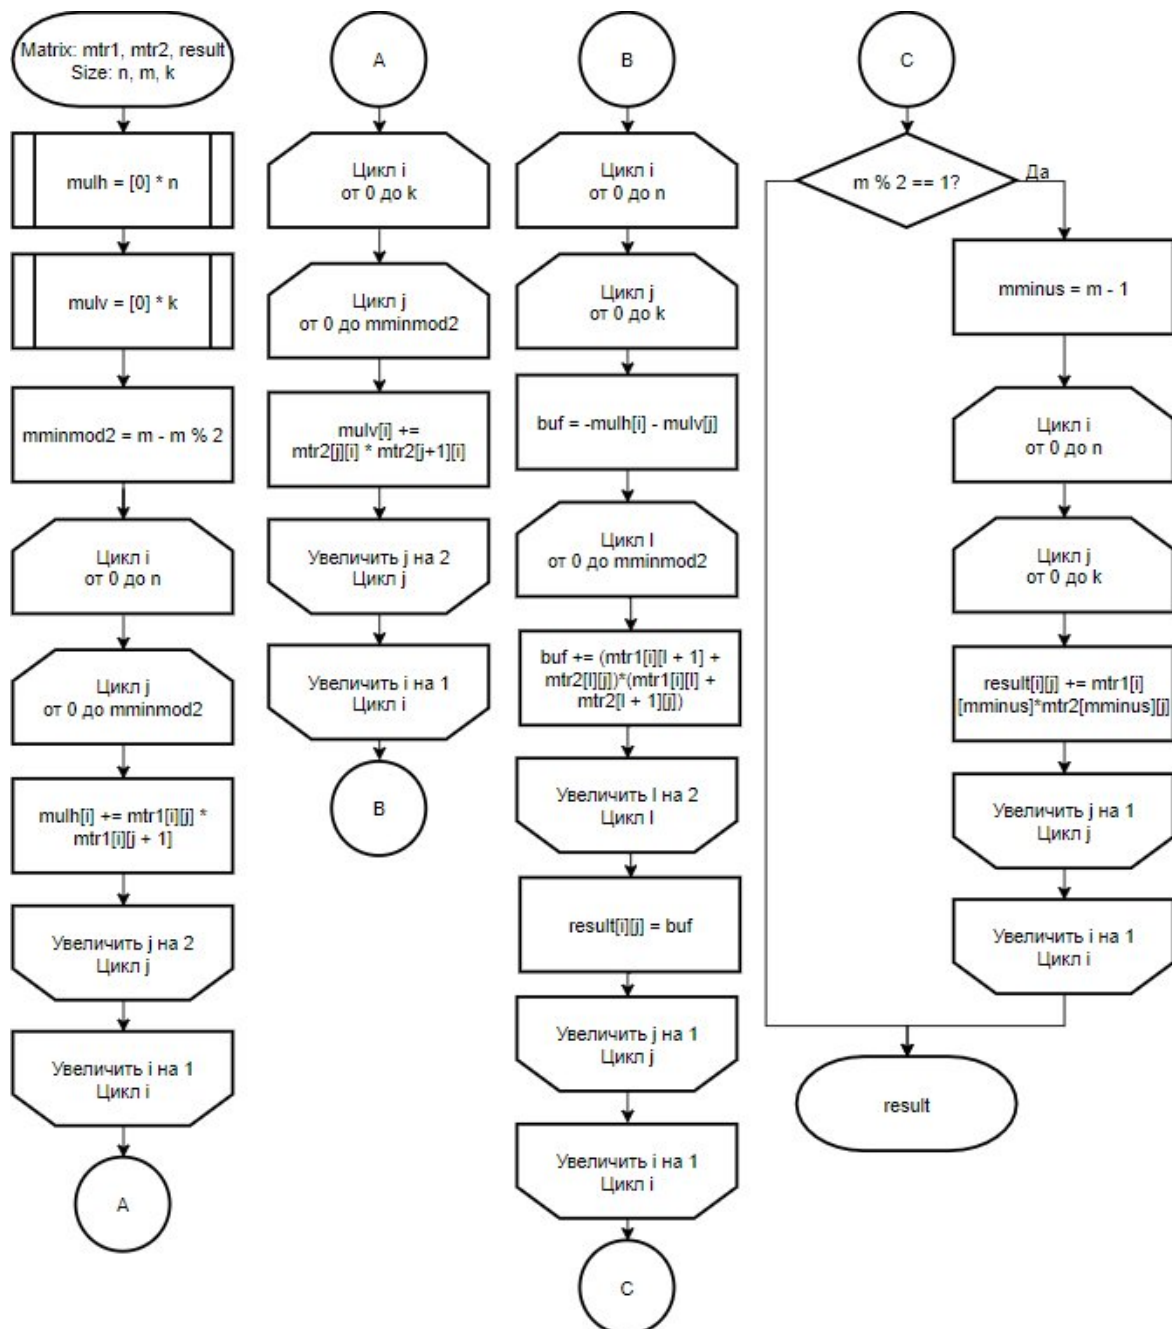 Matrix: mtr1, mtr2, result
Size: n, m, k
mulh = [0] * n
mulv = [0] * k
mminmod2 = m - m % 2
Цикл i
от 0 до n
Цикл j
от 0 до mminmod2
mulh[i] += mtr1[i][j] *
mtr1[i][j + 1]
Увеличить j на 2
Цикл j
Увеличить i на 1
Цикл i
A
A
Цикл i
от 0 до k
Цикл j
от 0 до mminmod2
mulv[i] +=
mtr2[j][i] * mtr2[j+1][i]
Увеличить j на 2
Цикл j
Увеличить i на 1
Цикл i
B
B
Цикл i
от 0 до n
Цикл j
от 0 до k
buf = -mulh[i] - mulv[j]
Цикл l
от 0 до mminmod2
buf += (mtr1[i][l + 1] +
mtr2[l][j])*(mtr1[i][l] +
mtr2[l + 1][j])
Увеличить l на 2
Цикл l
result[i][j] = buf
Увеличить j на 1
Цикл j
Увеличить i на 1
Цикл i
C
C
m % 2 == 1?
Да
mminus = m - 1
Цикл i
от 0 до n
Цикл j
от 0 до k
result[i][j] += mtr1[i]
[mminus]*mtr2[mminus][j]
Увеличить j на 1
Цикл j
Увеличить i на 1
Цикл i
result